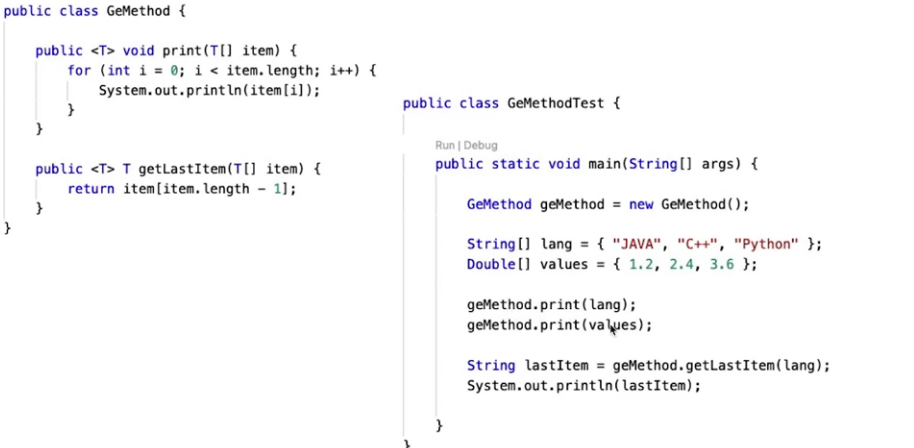 public class GeMethod {
public <T> void print(T[] item) {
for (int i = 0; i < item.length; i++) {
System.out.println(item[i]);
}
}
public <T> T getLastItem(T[] item) {
return item[item.length - 1];
}
}
public class GeMethodTest {
Run | Debug
public static void main(String[] args) {
GeMethod geMethod = new GeMethod();
String[] lang = { "JAVA", "C++", "Python" };
Double[] values = { 1.2, 2.4, 3.6 };
geMethod.print(lang);
geMethod.print(values);
String lastItem = geMethod.getLastItem(lang);
System.out.println(lastItem);
}
}